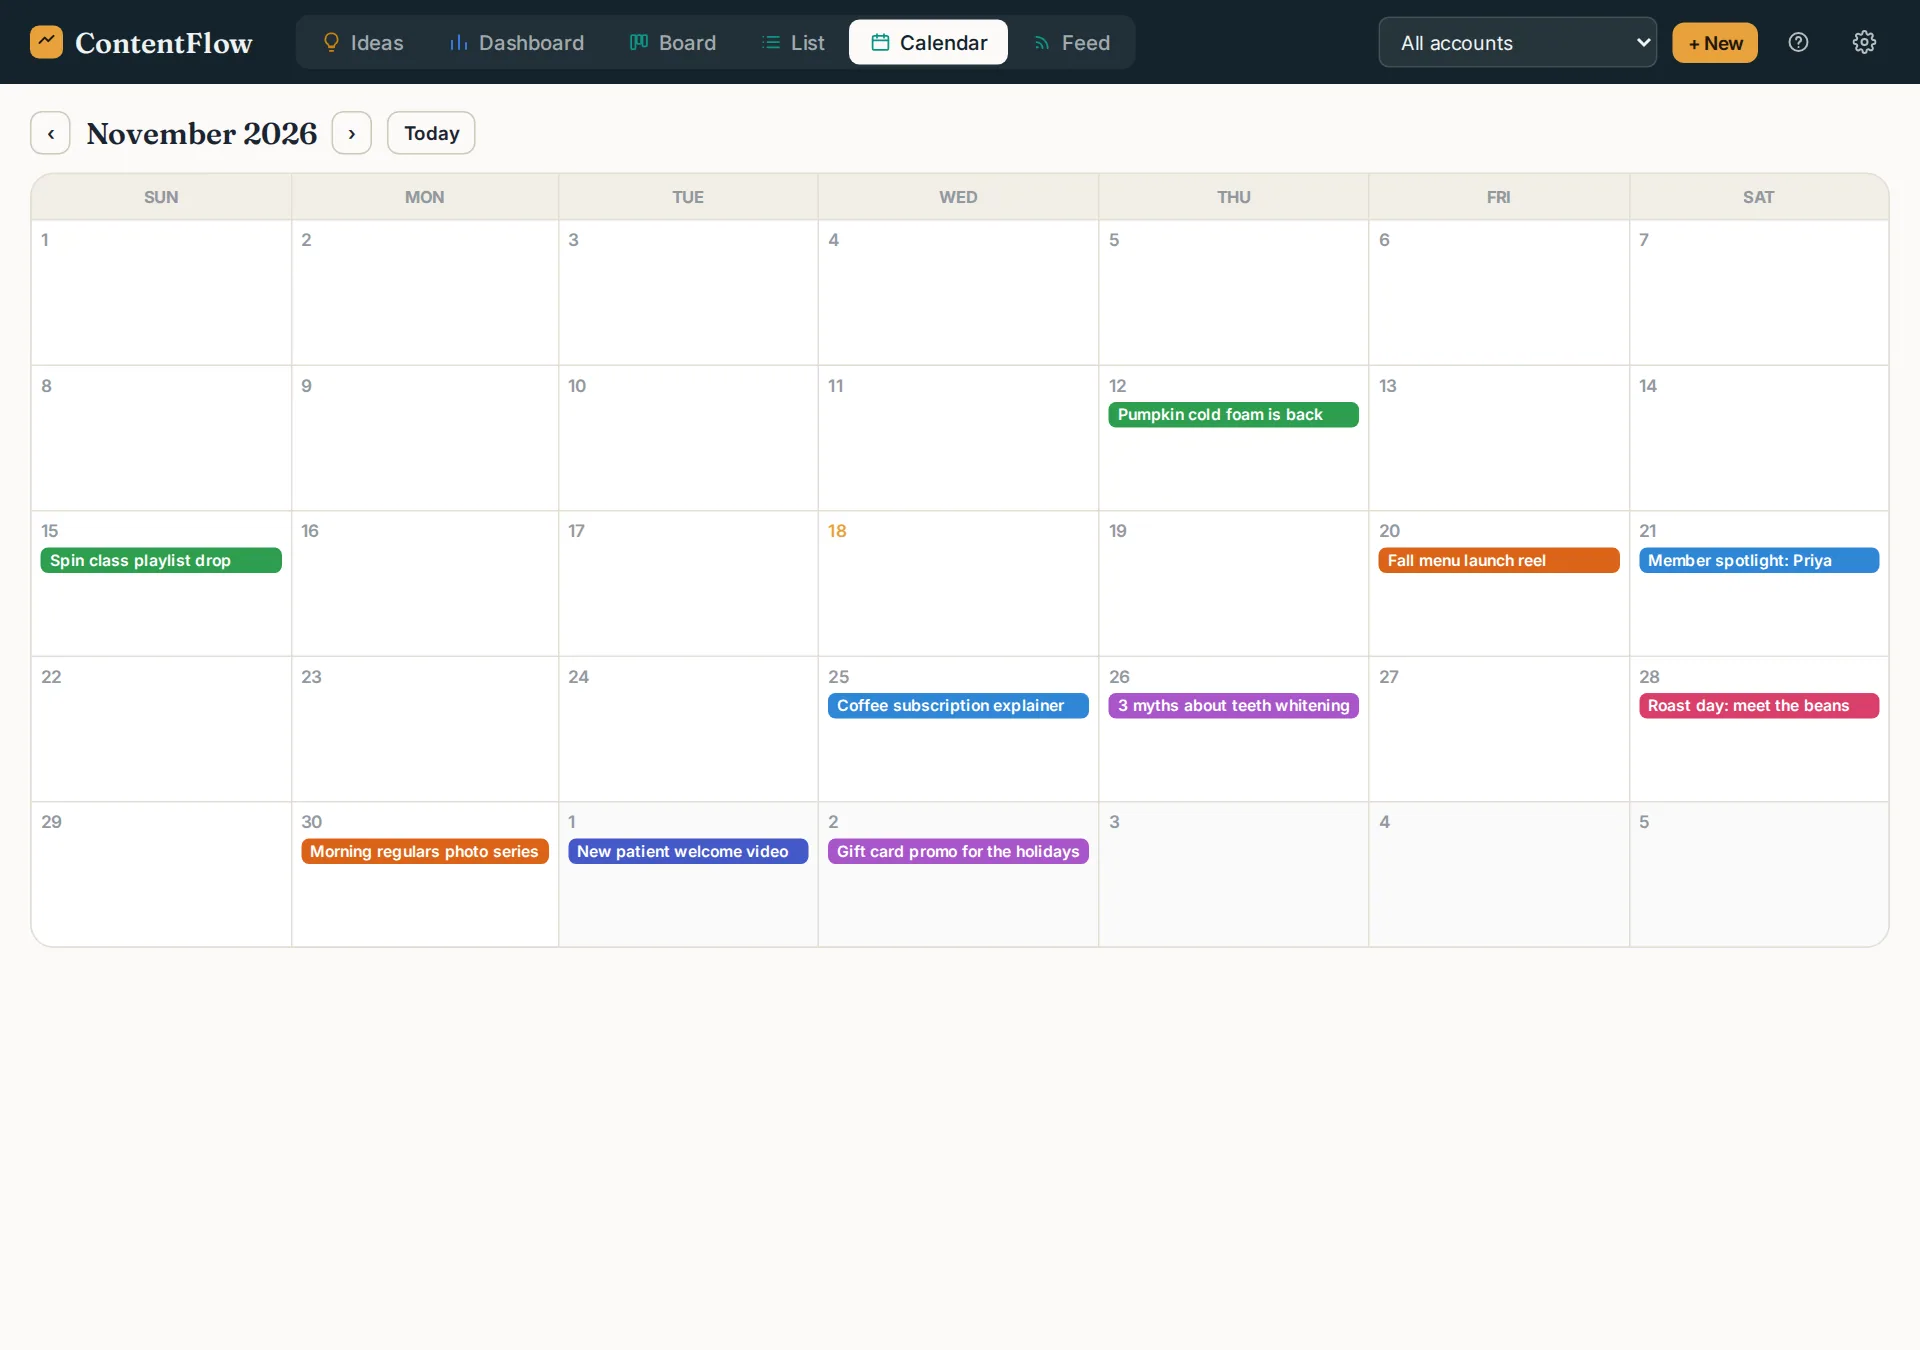 ContentFlow Ideas Dashboard Board List Calendar Feed All accounts + New
‹ November 2026 › Today
SUN MON TUE WED THU FRI SAT
1 2 3 4 5 6 7
8 9 10 11 12 13 14
Pumpkin cold foam is back
15 16 17 18 19 20 21
Spin class playlist drop Fall menu launch reel Member spotlight: Priya
22 23 24 25 26 27 28
Coffee subscription explainer 3 myths about teeth whitening Roast day: meet the beans
29 30 1 2 3 4 5
Morning regulars photo series New patient welcome video Gift card promo for the holidays